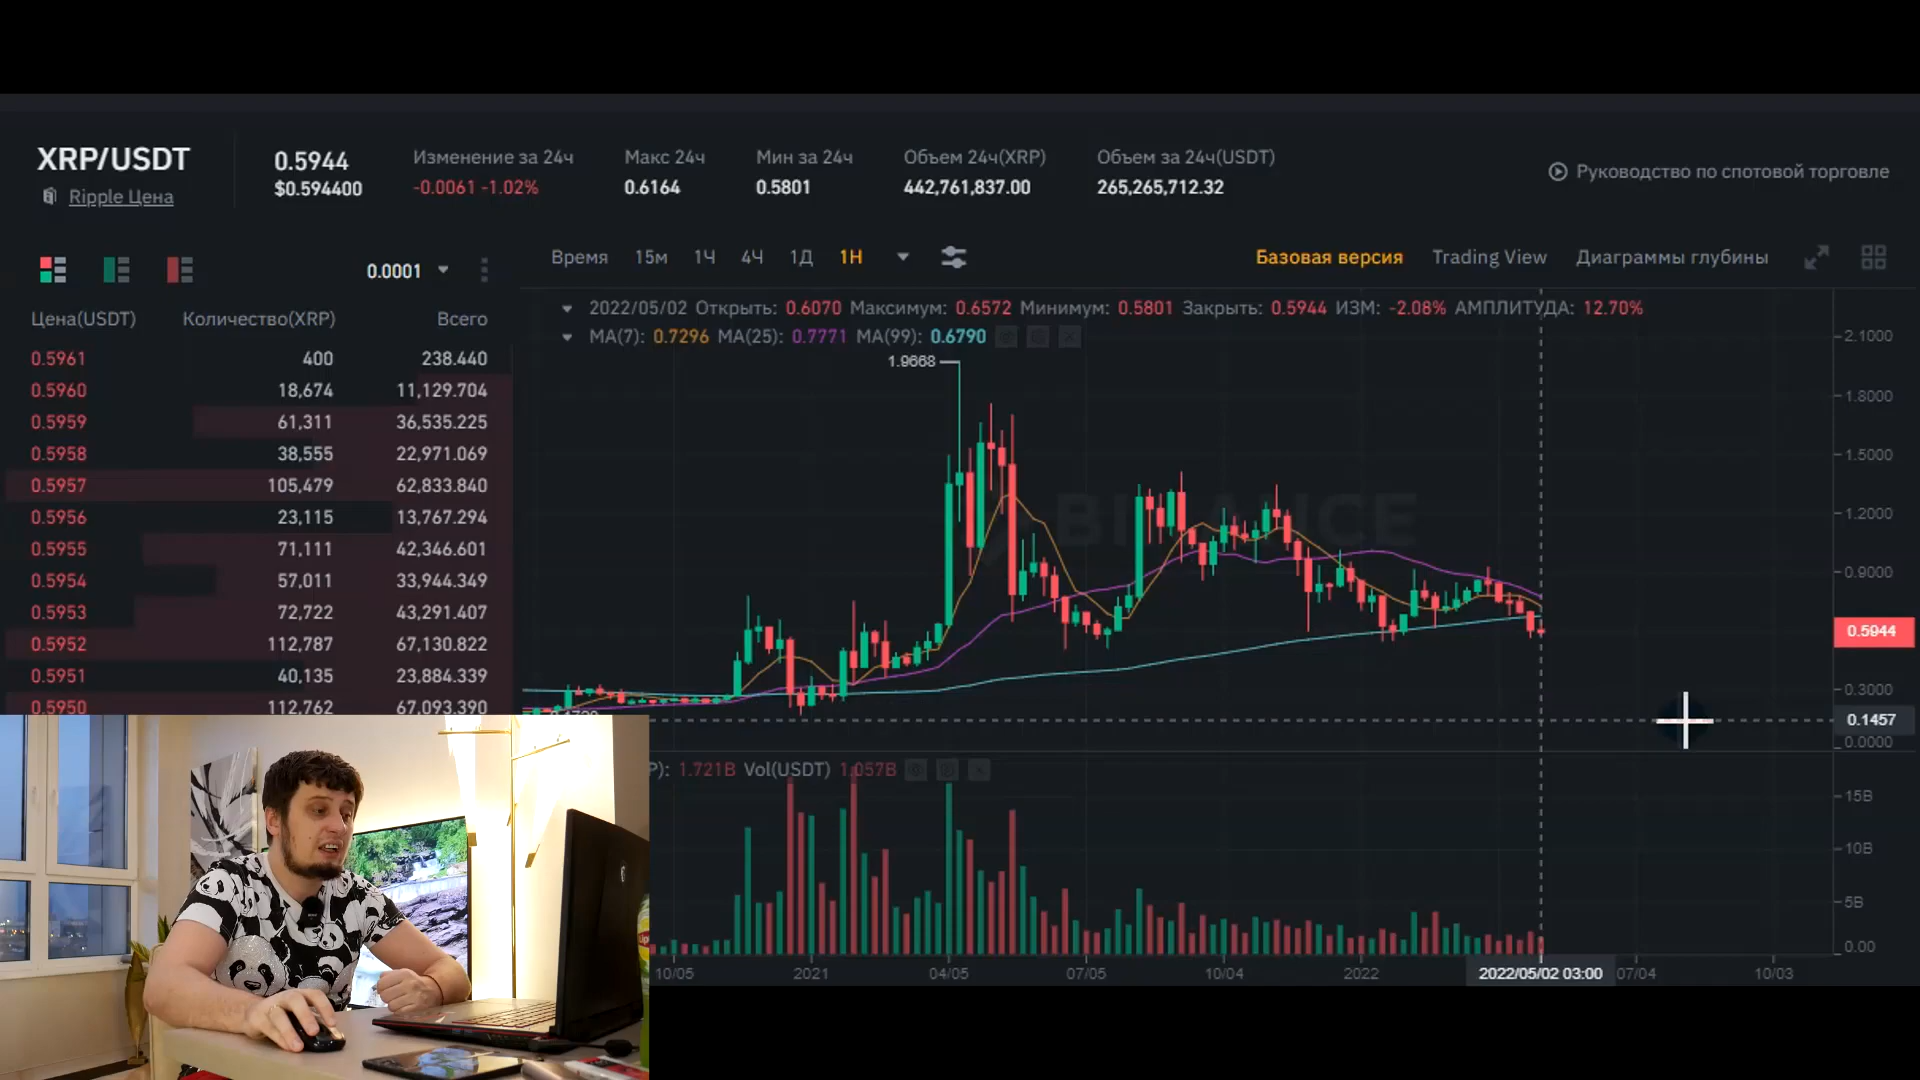 XRP/USDT
Ripple Цена
0.5944
$0.594400
Изменение за 24ч
-0.0061 -1.02%
Макс 24ч
0.6164
Мин за 24ч
0.5801
Объем 24ч(XRP)
442,761,837.00
Объем за 24ч(USDT)
265,265,712.32
Руководство по спотовой торговле
0.0001
Время 15м 1Ч 4Ч 1Д 1Н
Базовая версия Trading View Диаграммы глубины
Цена(USDT) Количество(XRP) Всего
0.5961 400 238.440
0.5960 18,674 11,129.704
0.5959 61,311 36,535.225
0.5958 38,555 22,971.069
0.5957 105,479 62,833.840
0.5956 23,115 13,767.294
0.5955 71,111 42,346.601
0.5954 57,011 33,944.349
0.5953 72,722 43,291.407
0.5952 112,787 67,130.822
0.5951 40,135 23,884.339
0.5950 112,762 67,093.390
2022/05/02 Открыть: 0.6070 Максимум: 0.6572 Минимум: 0.5801 Закрыть: 0.5944 ИЗМ: -2.08% АМПЛИТУДА: 12.70%
MA(7): 0.7296 MA(25): 0.7771 MA(99): 0.6790
1.9668
BINANCE
2.1000
1.8000
1.5000
1.2000
0.9000
0.5944
0.3000
0.1457
0.0000
P): 1.721B Vol(USDT) 1.057B
15B
10B
5B
0.00
10/05 2021 04/05 07/05 10/04 2022 2022/05/02 03:00 07/04 10/03